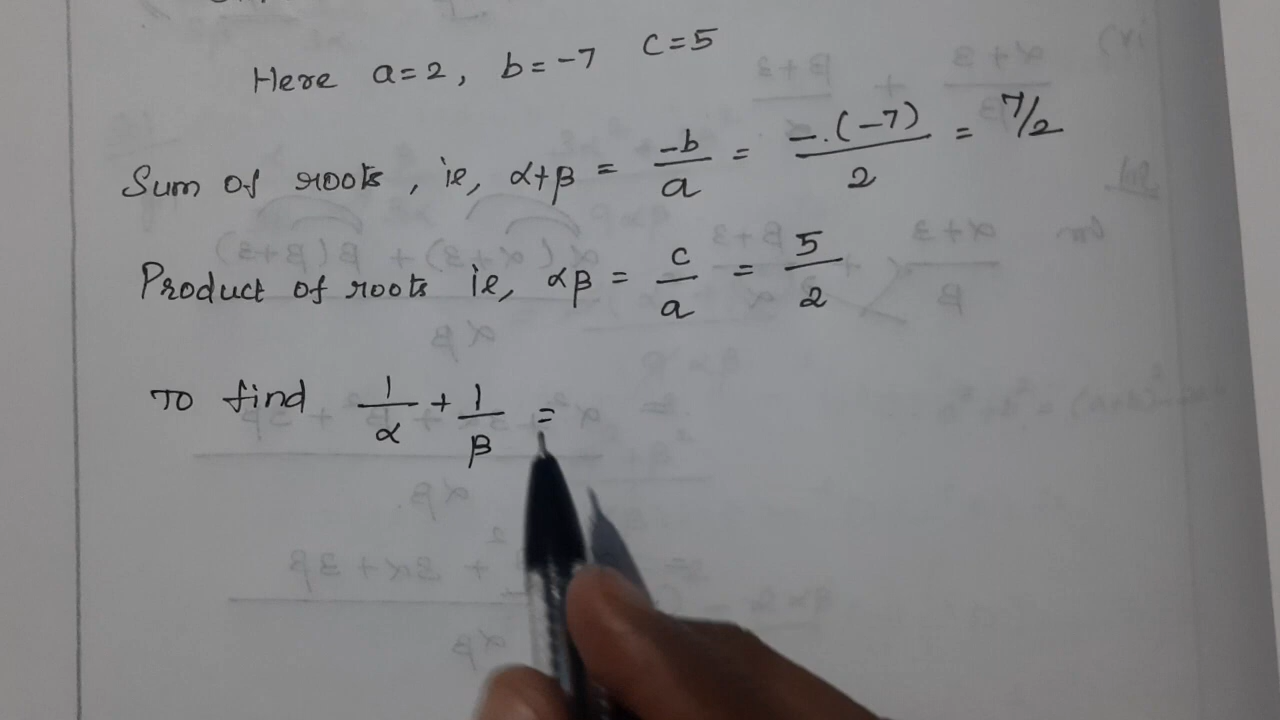 Here a=2, b=-7 C=5
Sum of roots, ie, α+β = -b/a = -.(-7)/2 = 7/2
Product of roots ie, αβ = c/a = 5/2
To find 1/α + 1/β =